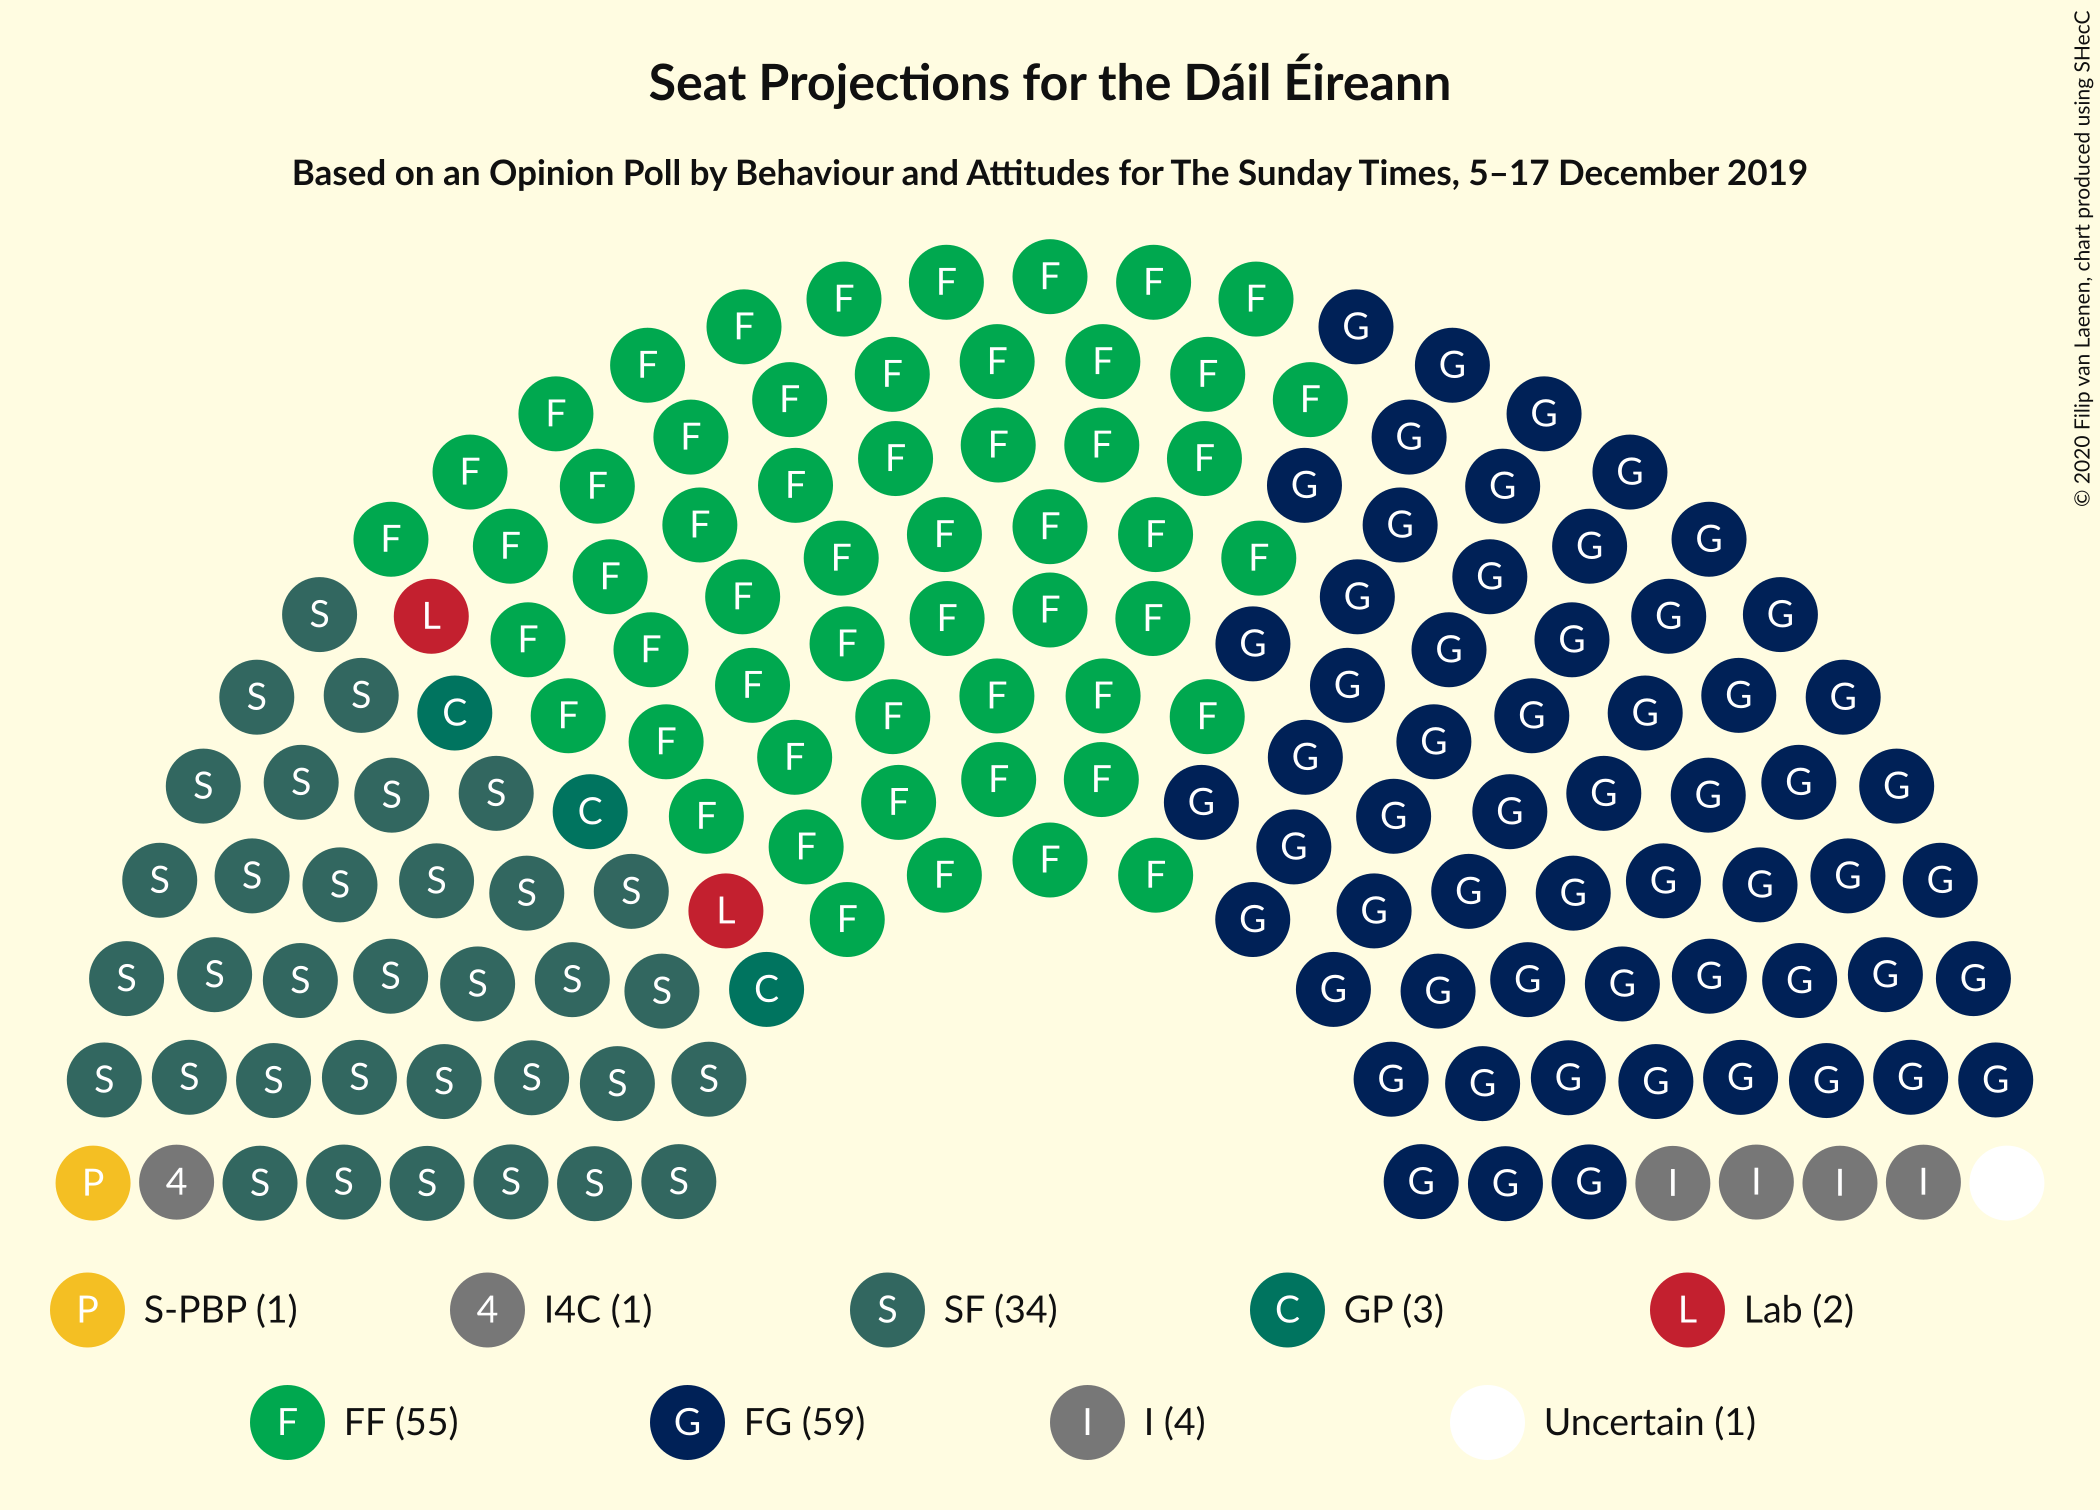 Seat Projections for the Dáil Éireann
Based on an Opinion Poll by Behaviour and Attitudes for The Sunday Times, 5–17 December 2019
© 2020 Filip van Laenen, chart produced using SHecC
F F F F F
F F G
F F F F G
F F F F F G
F F F F F G G
F F F F F G G G
F F F F F F G G G
S L F F F F F F G G G G G
S S C F F F F F F F G G G G G G
S S S S C F F F F F G G G G G G G
S S S S S S L F F F F F G G G G G G G G
S S S S S S S C G G G G G G G G
S S S S S S S S G G G G G G G G
P 4 S S S S S S G G G I I I I
P S-PBP (1) 4 I4C (1) S SF (34) C GP (3) L Lab (2)
F FF (55) G FG (59) I I (4) Uncertain (1)